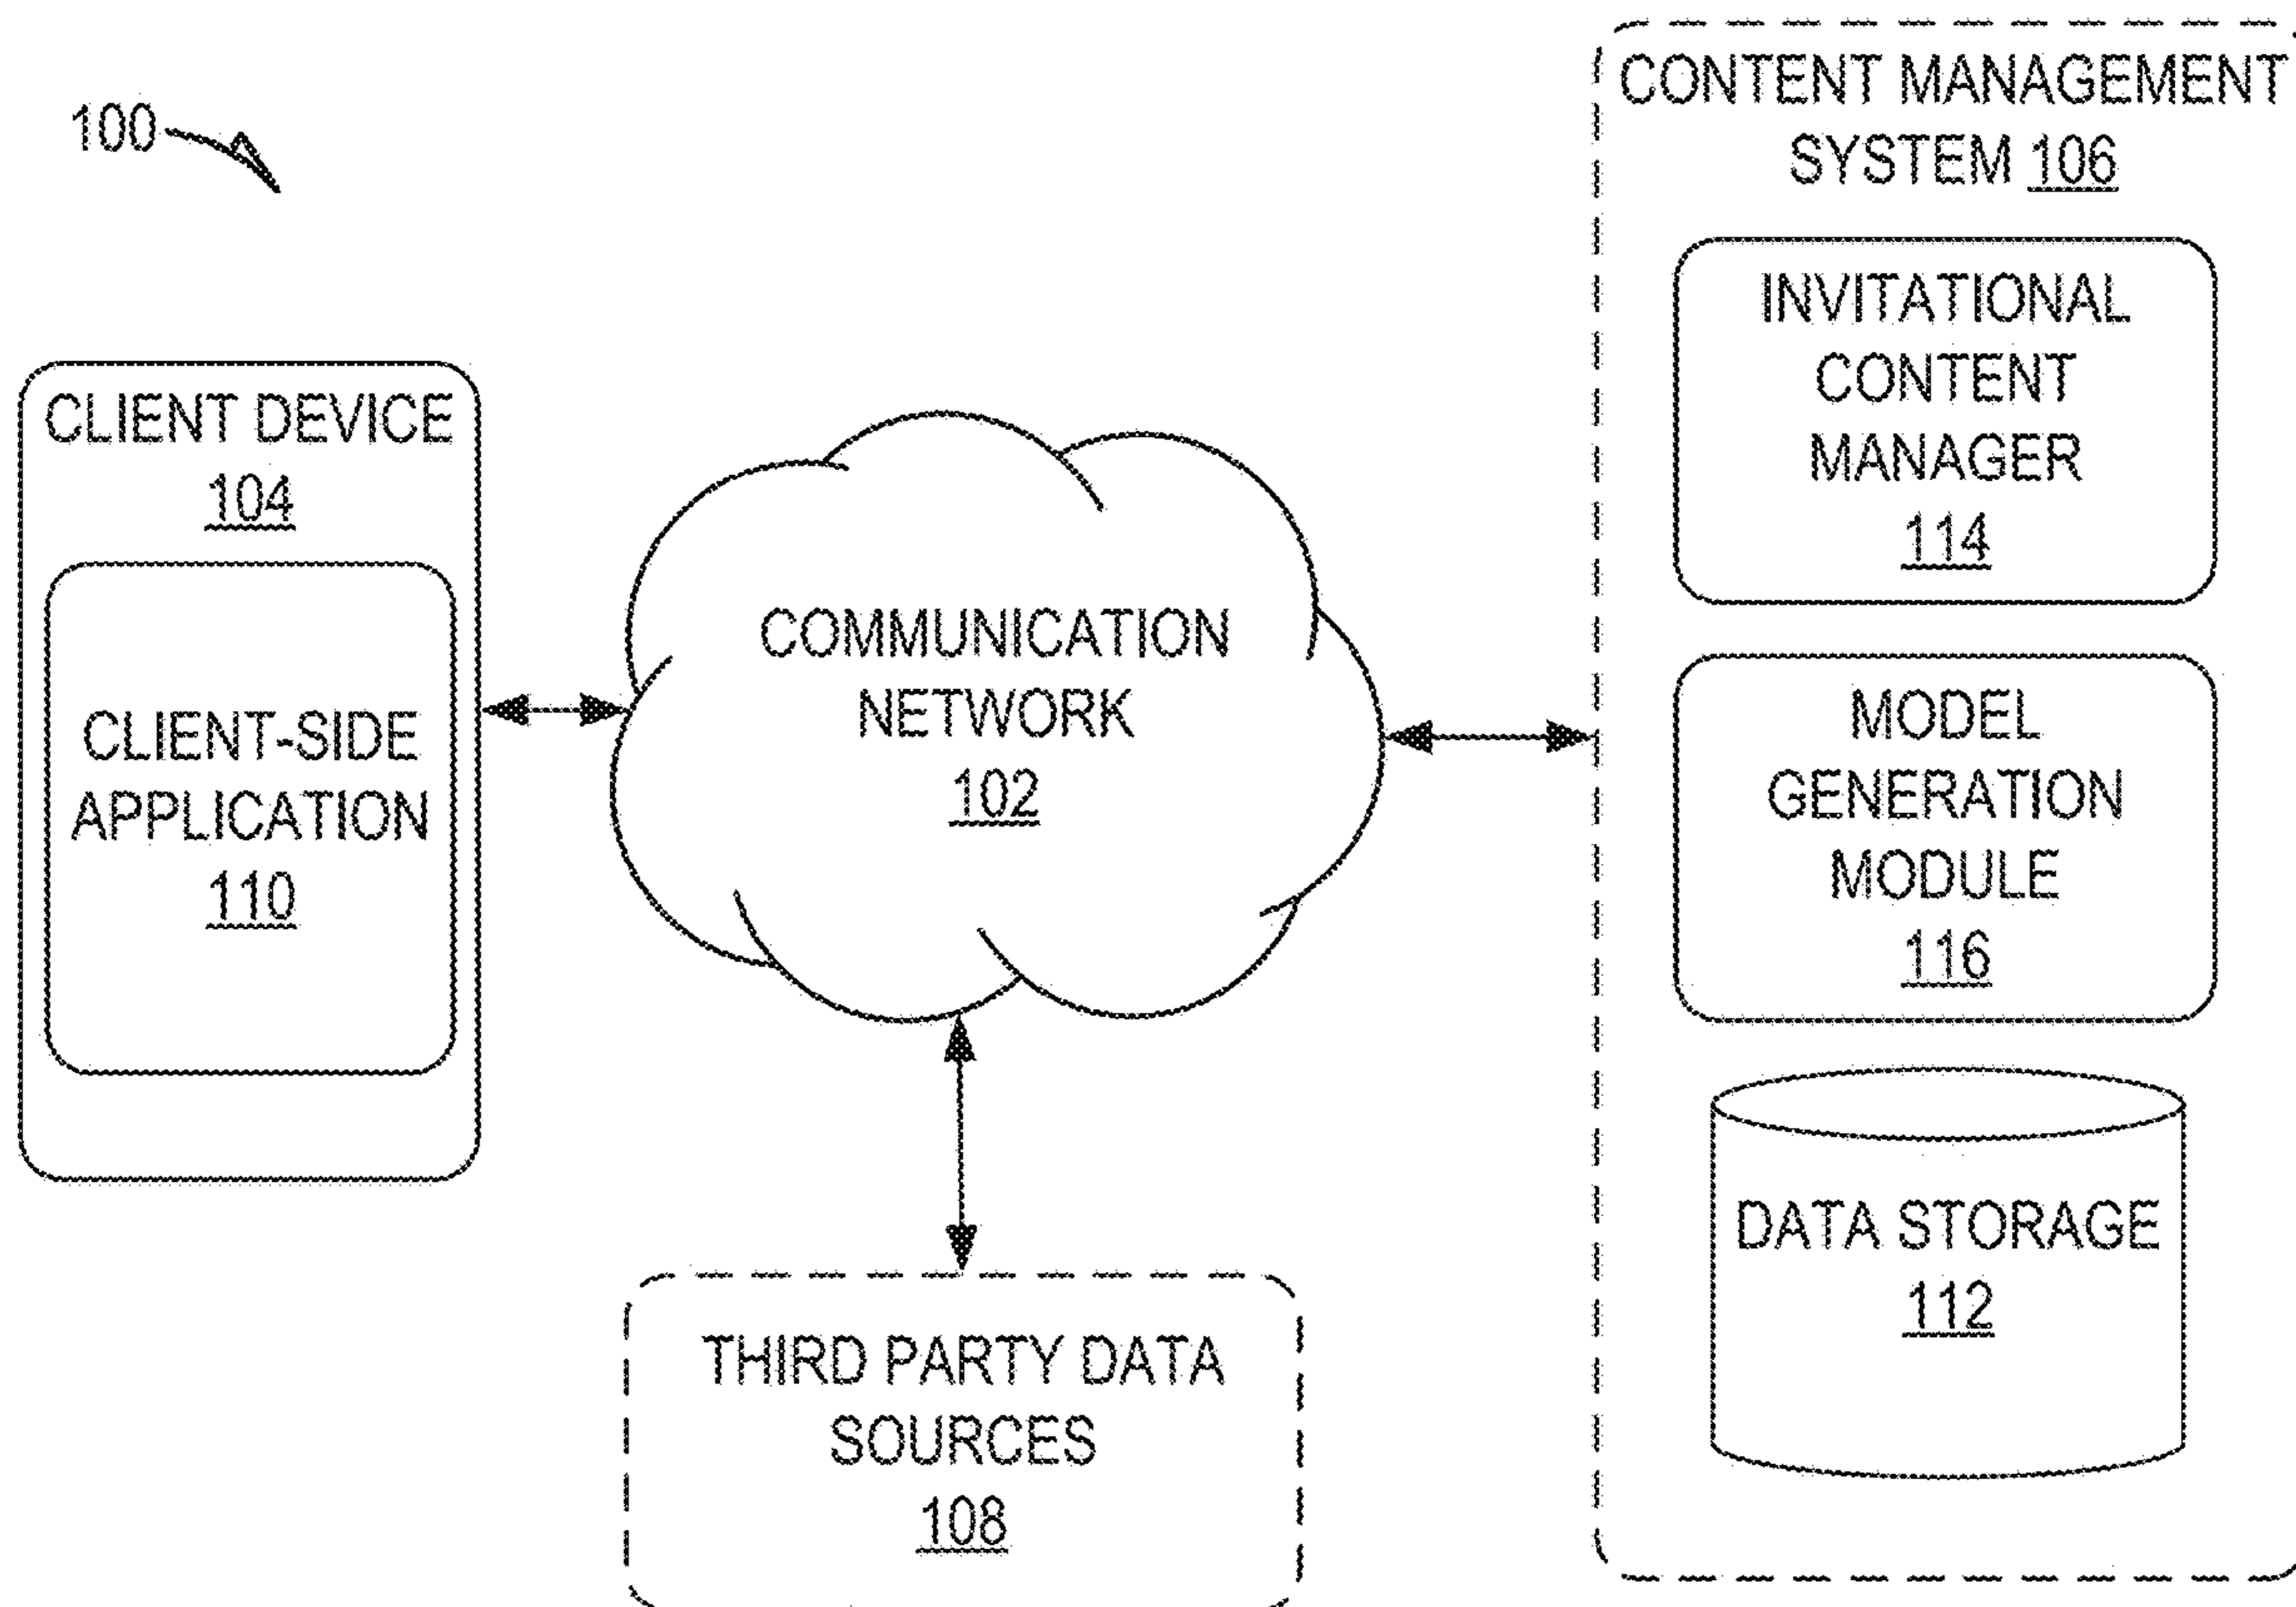 100
CONTENT MANAGEMENT
SYSTEM 106
INVITATIONAL
CONTENT
MANAGER
114
MODEL
GENERATION
MODULE
116
DATA STORAGE
112
CLIENT DEVICE
104
CLIENT-SIDE
APPLICATION
110
COMMUNICATION
NETWORK
102
THIRD PARTY DATA
SOURCES
108